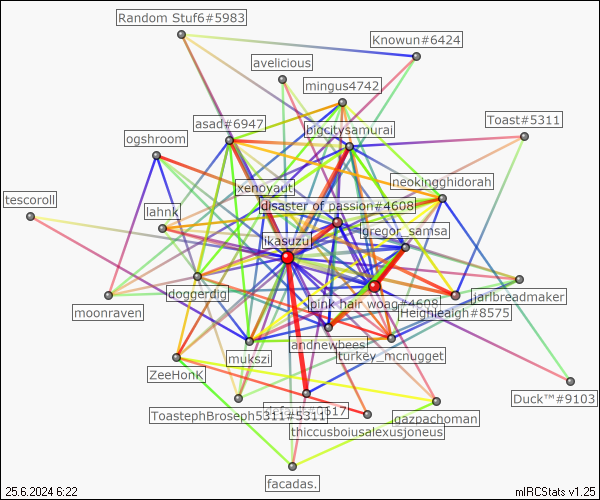 Random Stuf6#5983
Knowun#6424
avelicious
mingus4742
asad#6947
bigcitysamurai
Toast#5311
ogshroom
neokingghidorah
xenoyaut
tescoroll
lahnk
disaster of passion#4608
gregor_samsa
ikasuzu
doggerdig
jarlbreadmaker
moonraven
pink hair woag#4608
Heighleaigh#8575
andnewbees
mukszi
turkey_mcnugget
ZeeHonK
Duck™#9103
ToastephBroseph5311#5311
gazpachoman
thiccusboiusalexusjoneus
facadas.
25.6.2024 6:22
mIRCStats v1.25